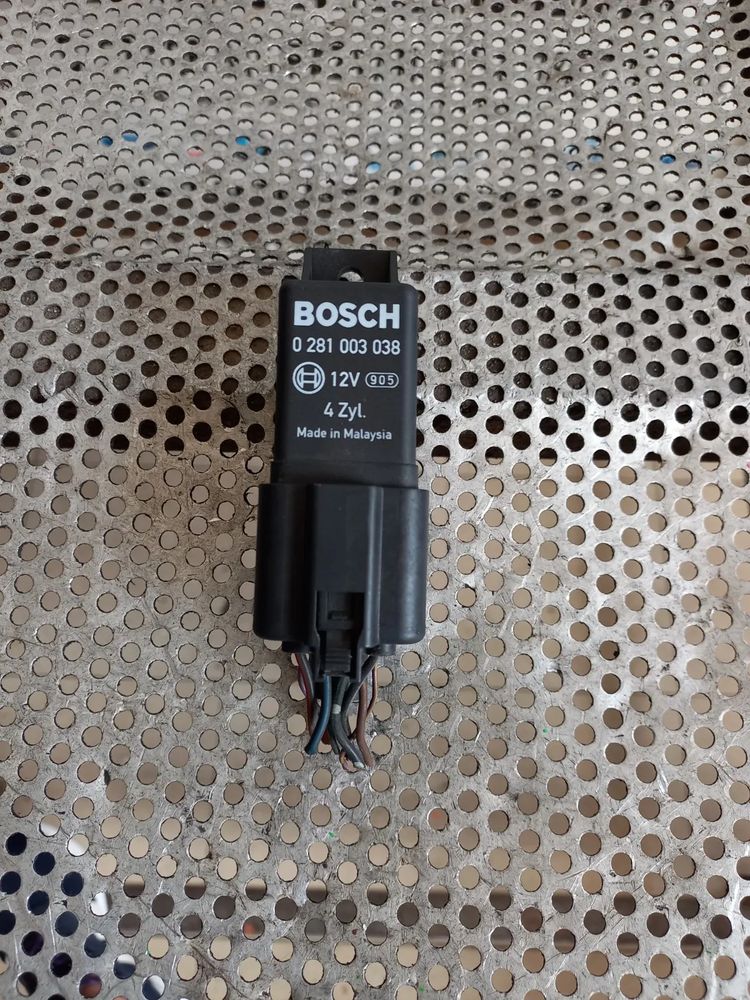 BOSCH
0 281 003 038
12V 905
4 Zyl.
Made in Malaysia